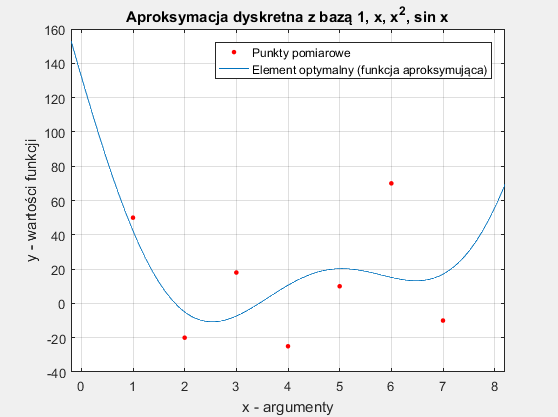 Aproksymacja dyskretna z bazą 1, x, x², sin x
Punkty pomiarowe
Element optymalny (funkcja aproksymująca)
y - wartości funkcji
160
140
120
100
80
60
40
20
0
-20
-40
0 1 2 3 4 5 6 7 8
x - argumenty